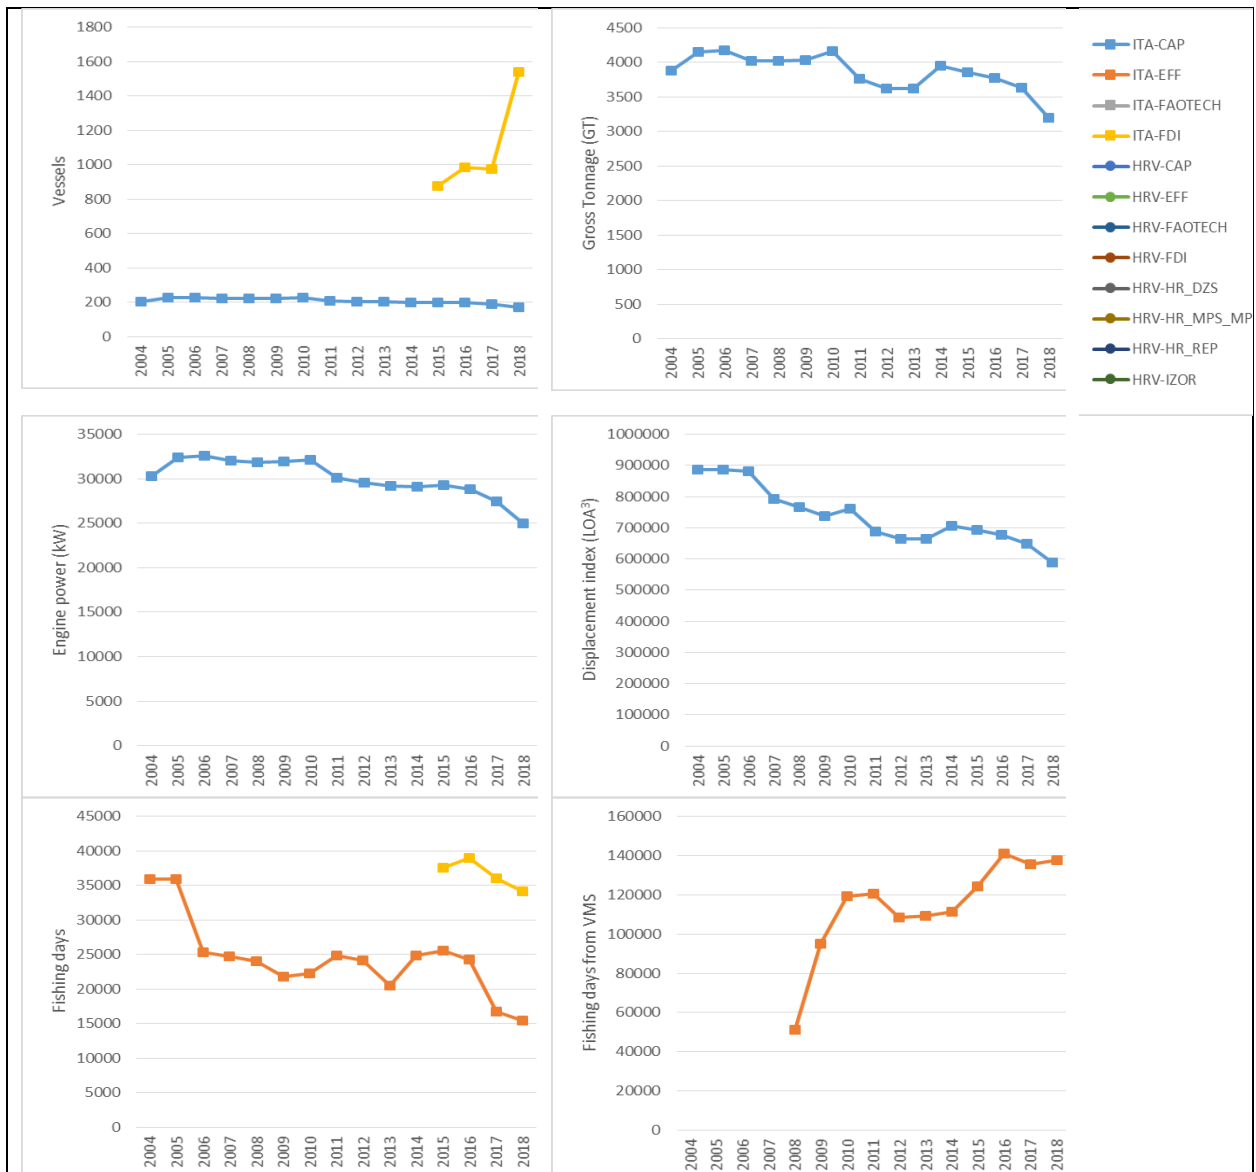 1800
1600
1400
1200
1000
800
600
400
200
0
Vessels
2004 2005 2006 2007 2008 2009 2010 2011 2012 2013 2014 2015 2016 2017 2018
4500
4000
3500
3000
2500
2000
1500
1000
500
0
Gross Tonnage (GT)
2004 2005 2006 2007 2008 2009 2010 2011 2012 2013 2014 2015 2016 2017 2018
ITA-CAP
ITA-EFF
ITA-FAOTECH
ITA-FDI
HRV-CAP
HRV-EFF
HRV-FAOTECH
HRV-FDI
HRV-HR_DZS
HRV-HR_MPS_MP
HRV-HR_REP
HRV-IZOR
35000
30000
25000
20000
15000
10000
5000
0
Engine power (kW)
2004 2005 2006 2007 2008 2009 2010 2011 2012 2013 2014 2015 2016 2017 2018
1000000
900000
800000
700000
600000
500000
400000
300000
200000
100000
0
Displacement index (LOA³)
2004 2005 2006 2007 2008 2009 2010 2011 2012 2013 2014 2015 2016 2017 2018
45000
40000
35000
30000
25000
20000
15000
10000
5000
0
Fishing days
2004 2005 2006 2007 2008 2009 2010 2011 2012 2013 2014 2015 2016 2017 2018
160000
140000
120000
100000
80000
60000
40000
20000
0
Fishing days from VMS
2004 2005 2006 2007 2008 2009 2010 2011 2012 2013 2014 2015 2016 2017 2018